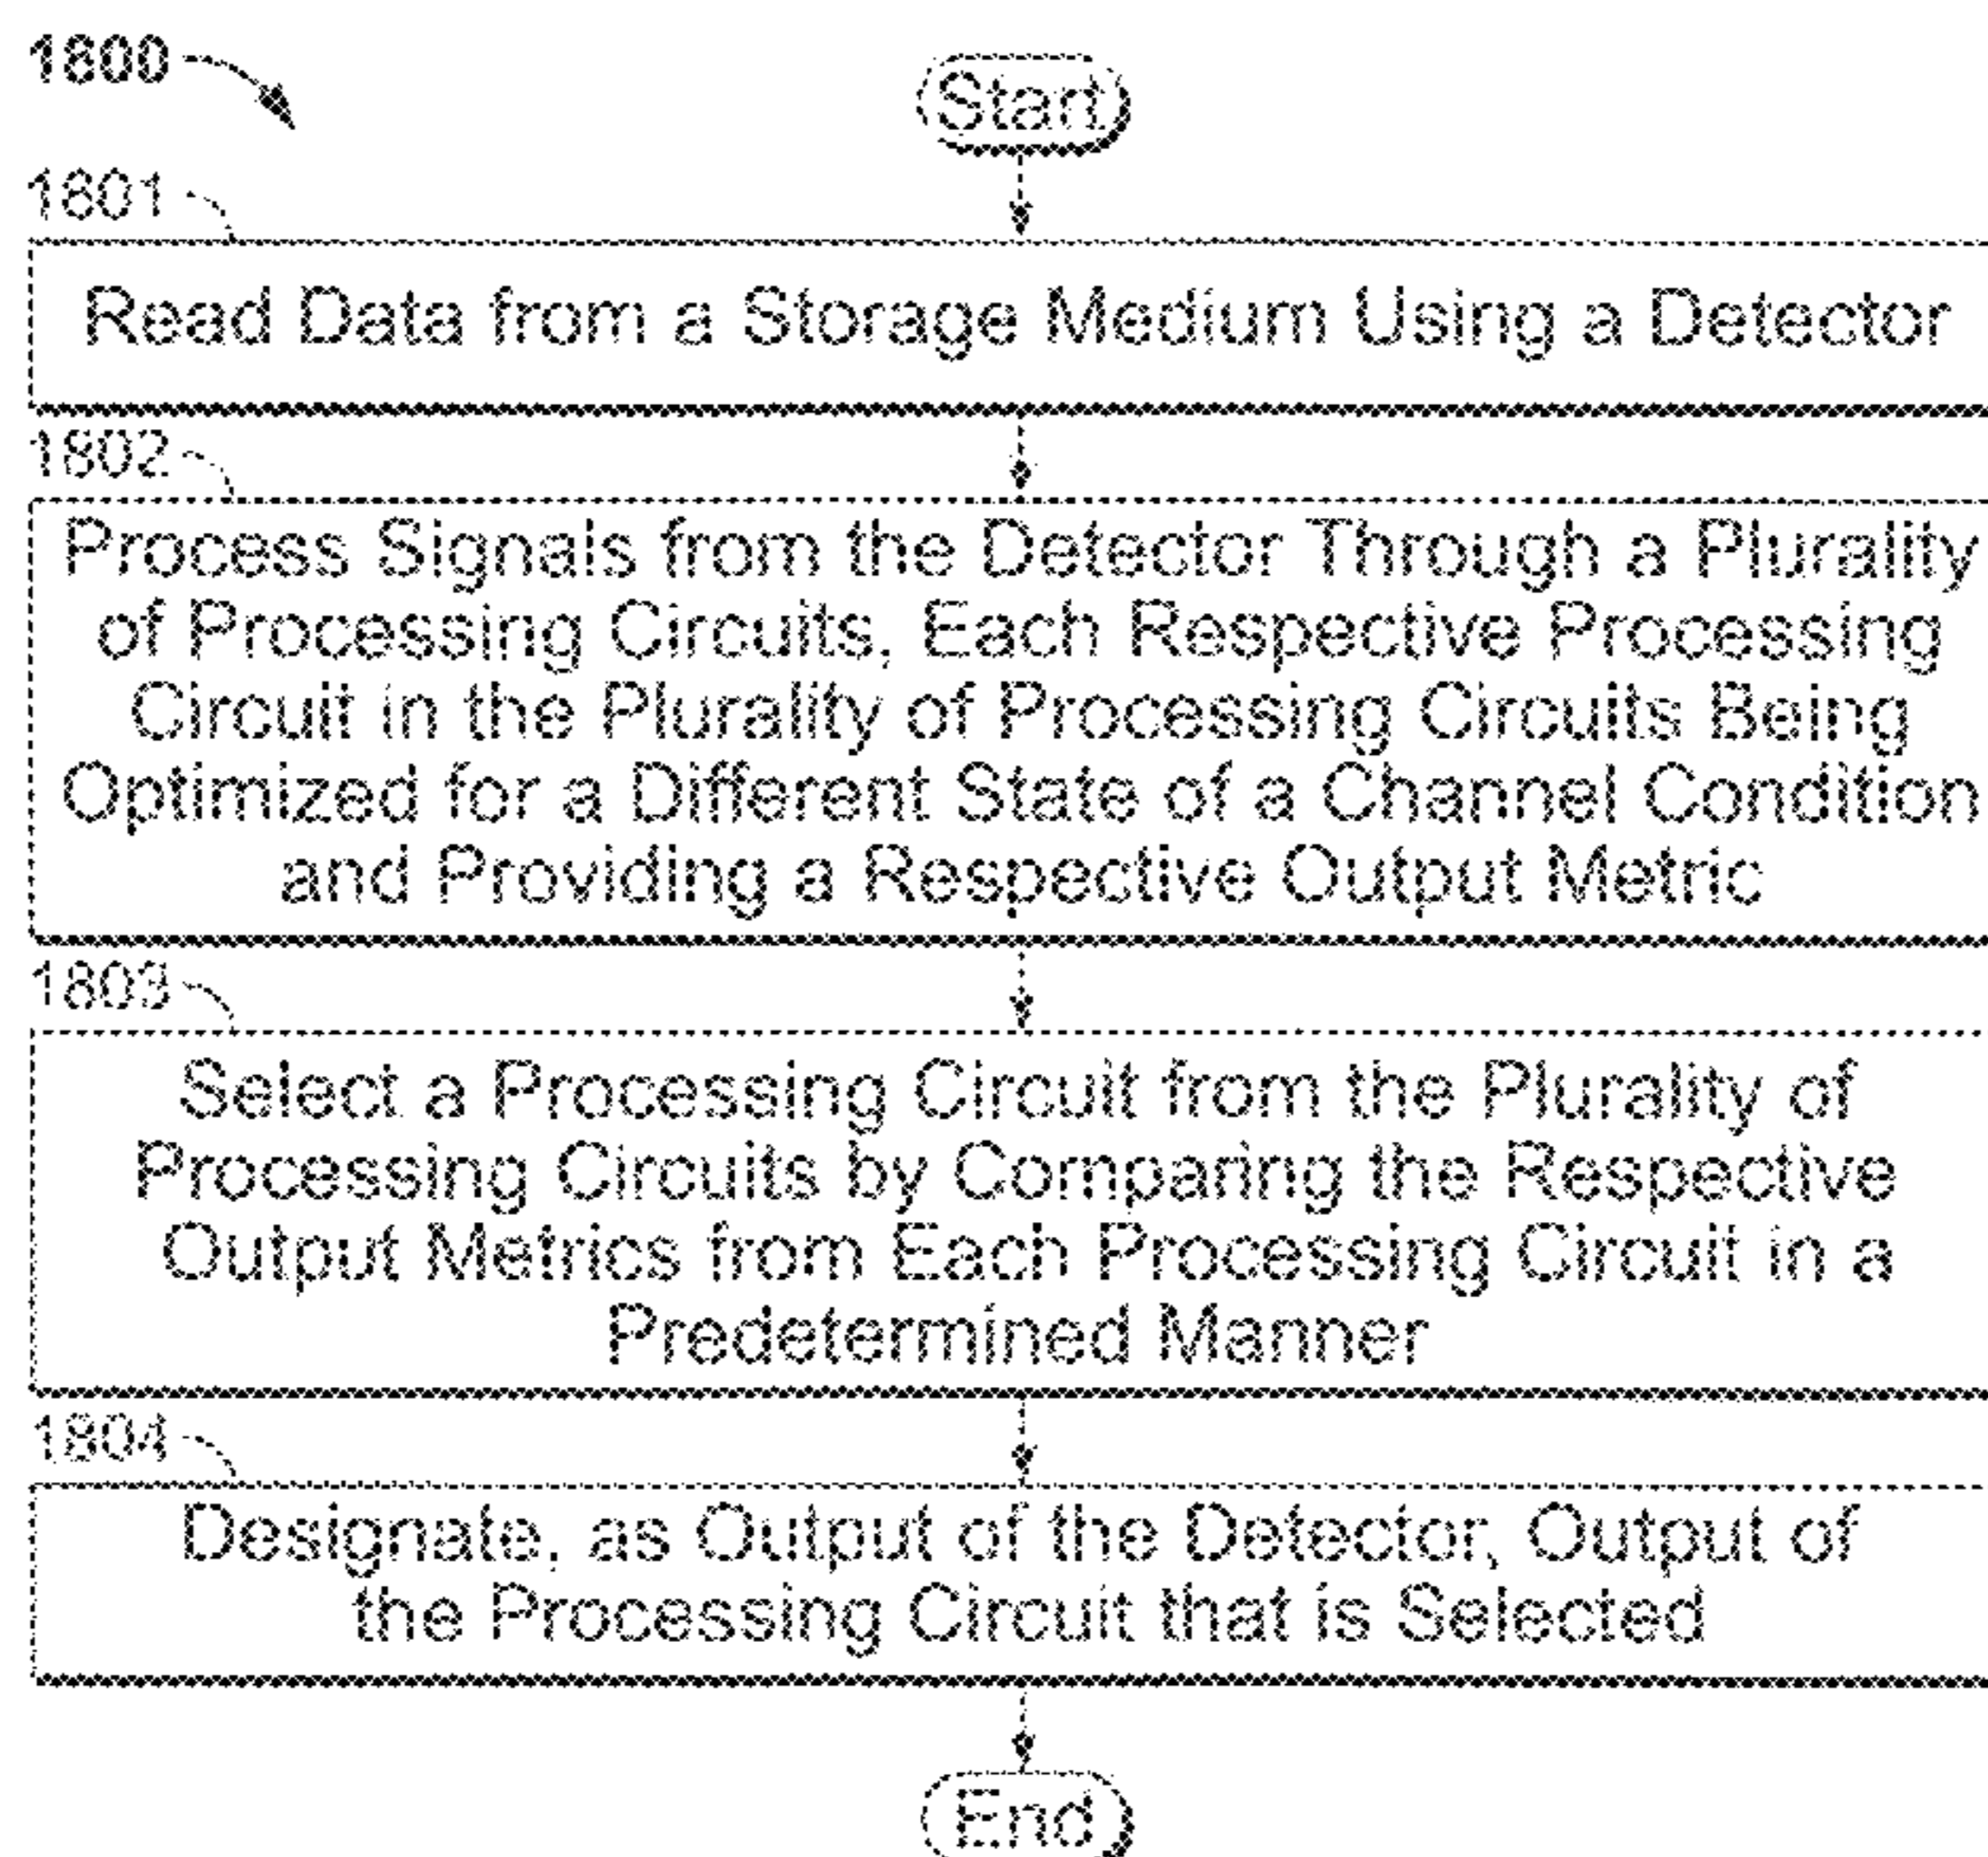 1800
Start
1801
Read Data from a Storage Medium Using a Detector
1802
Process Signals from the Detector Through a Plurality
of Processing Circuits, Each Respective Processing
Circuit in the Plurality of Processing Circuits Being
Optimized for a Different State of a Channel Condition
and Providing a Respective Output Metric
1803
Select a Processing Circuit from the Plurality of
Processing Circuits by Comparing the Respective
Output Metrics from Each Processing Circuit in a
Predetermined Manner
1804
Designate, as Output of the Detector, Output of
the Processing Circuit that is Selected
End